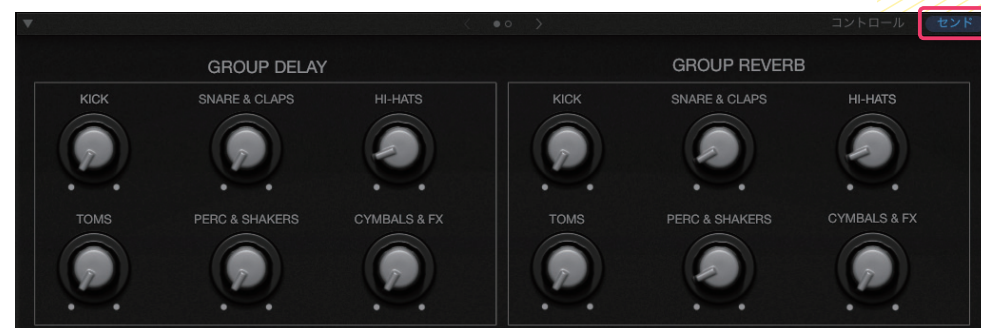 コントロール センド
GROUP DELAY
KICK SNARE & CLAPS HI-HATS
TOMS PERC & SHAKERS CYMBALS & FX
GROUP REVERB
KICK SNARE & CLAPS HI-HATS
TOMS PERC & SHAKERS CYMBALS & FX